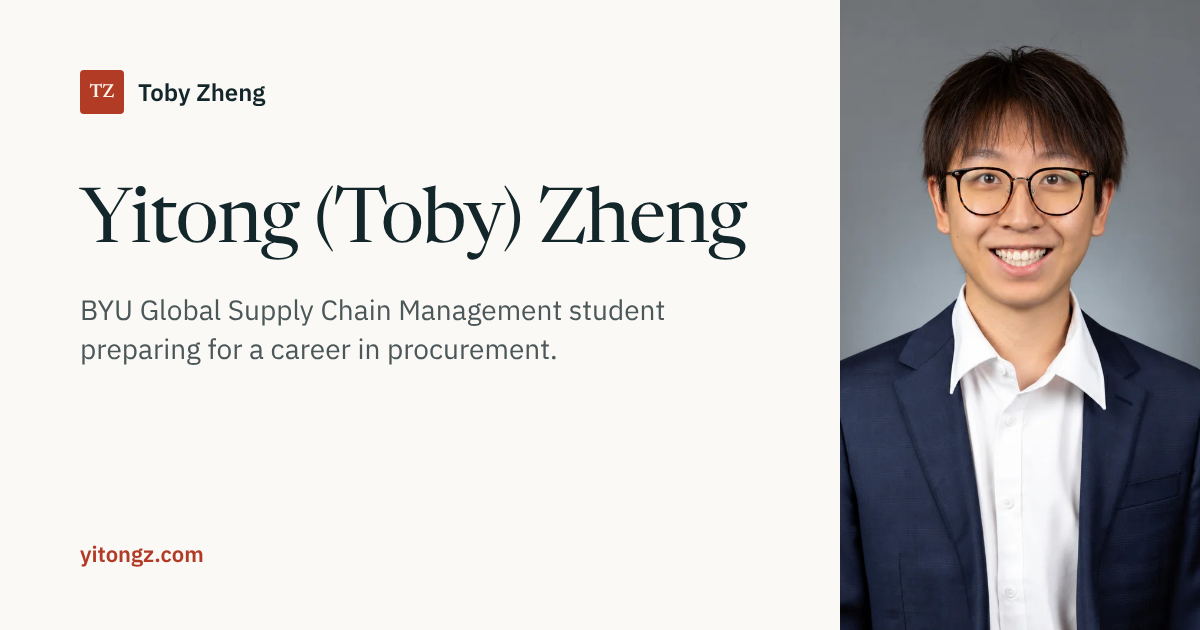 TZ
Toby Zheng
Yitong (Toby) Zheng
BYU Global Supply Chain Management student
preparing for a career in procurement.
yitongz.com